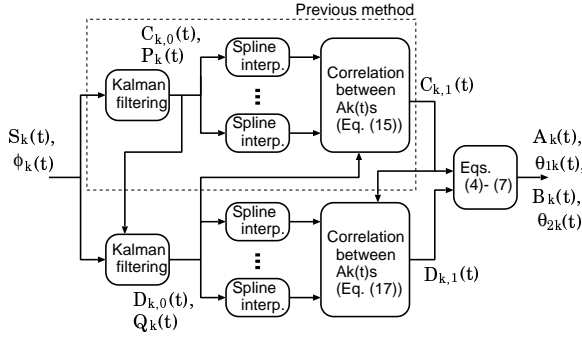 Previous method
C_{k,0}(t),
P_k(t)
Spline
interp.
Kalman
filtering
Correlation
between
Ak(t)s
(Eq. (15))
C_{k,1}(t)
Spline
interp.
S_k(t),
ϕ_k(t)
Eqs.
(4)- (7)
A_k(t),
θ_{1k}(t),
B_k(t),
θ_{2k}(t)
Kalman
filtering
Spline
interp.
Correlation
between
Ak(t)s
(Eq. (17))
D_{k,1}(t)
Spline
interp.
D_{k,0}(t),
Q_k(t)